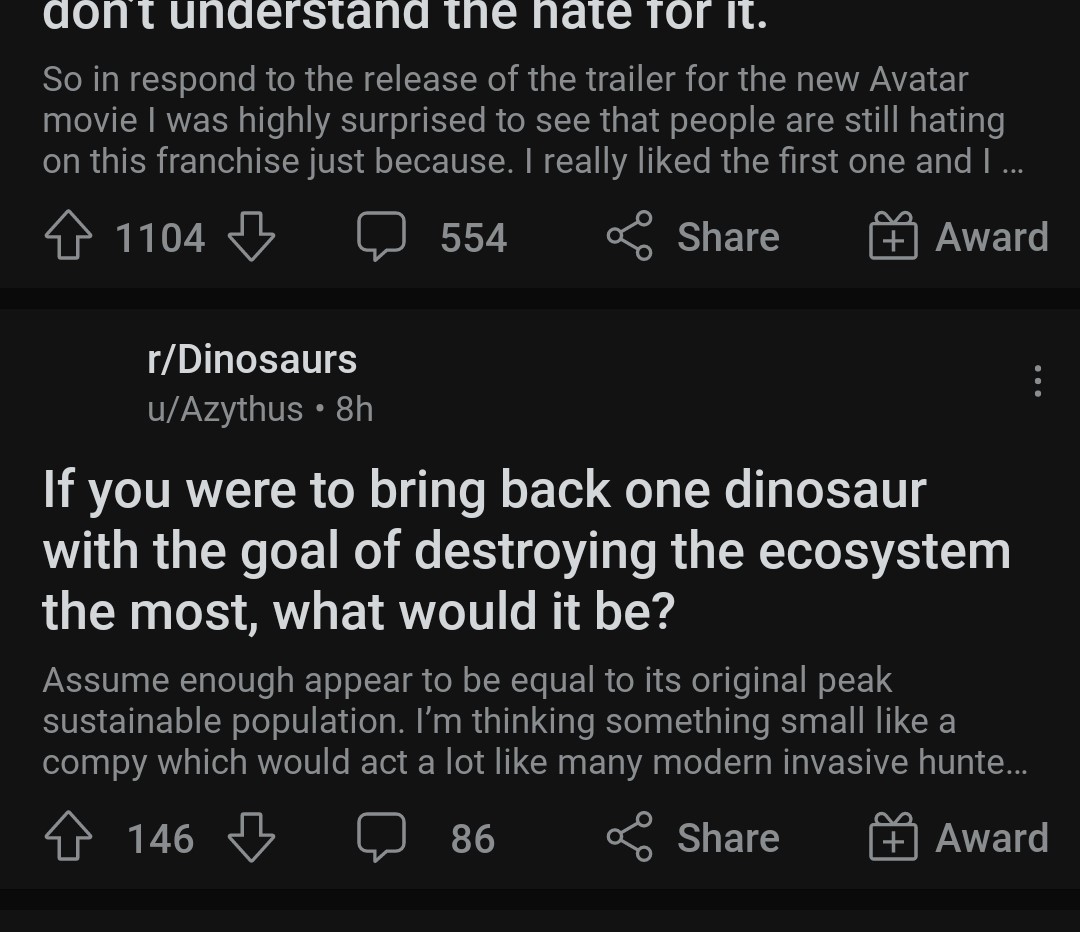 don't understand the hate for it.
So in respond to the release of the trailer for the new Avatar
movie I was highly surprised to see that people are still hating
on this franchise just because. I really liked the first one and I ...
1104 554 Share Award
r/Dinosaurs
u/Azythus • 8h
If you were to bring back one dinosaur
with the goal of destroying the ecosystem
the most, what would it be?
Assume enough appear to be equal to its original peak
sustainable population. I’m thinking something small like a
compy which would act a lot like many modern invasive hunte...
146 86 Share Award